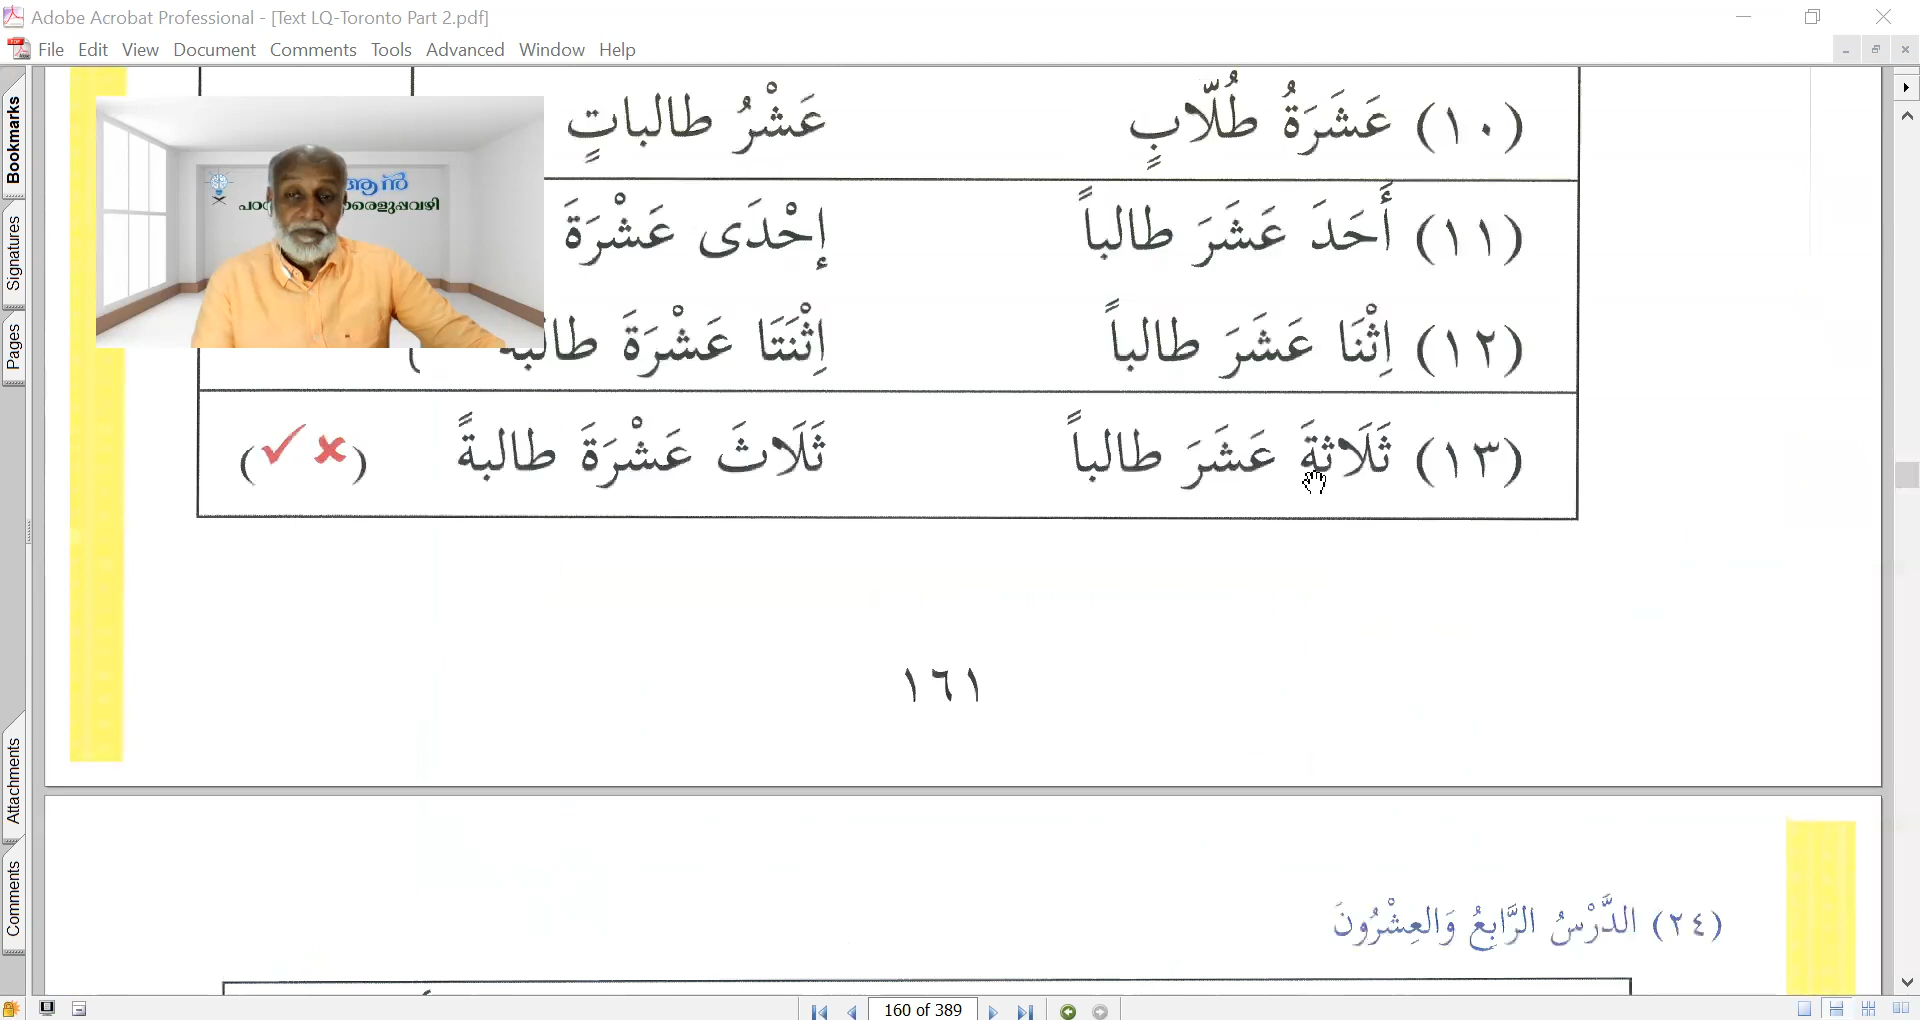 Adobe Acrobat Professional - [Text LQ-Toronto Part 2.pdf]
File Edit View Document Comments Tools Advanced Window Help
Bookmarks
Signatures
Pages
Attachments
Comments
(١٠) عَشَرَةُ طُلَّابٍ عَشْرُ طالباتٍ
(١١) أَحَدَ عَشَرَ طالباً إِحْدَى عَشْرَةَ
(١٢) اِثْنَا عَشَرَ طالباً اِثْنَتَا عَشْرَةَ طالبة
(١٣) ثَلَاثَةَ عَشَرَ طالباً ثَلَاثَ عَشْرَةَ طالبةً (✓ ✗)
١٦١
(٢٤) الدَّرْسُ الرَّابِعُ وَالعِشْرُونَ
160 of 389